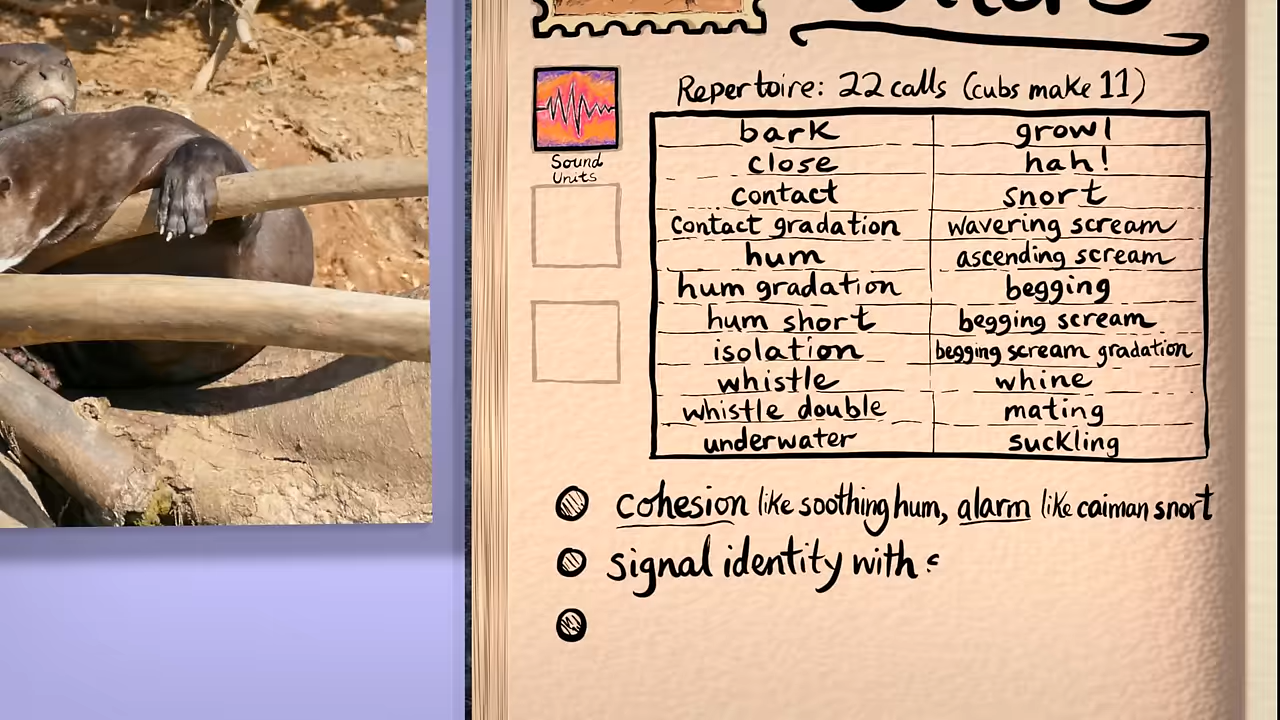 Repertoire: 22 calls (cubs make 11)
Sound
Units
bark growl
close hah!
contact snort
contact gradation wavering scream
hum ascending scream
hum gradation begging
hum short begging scream
isolation begging scream gradation
whistle whine
whistle double mating
underwater suckling
cohesion like soothing hum, alarm like caiman snort
signal identity with